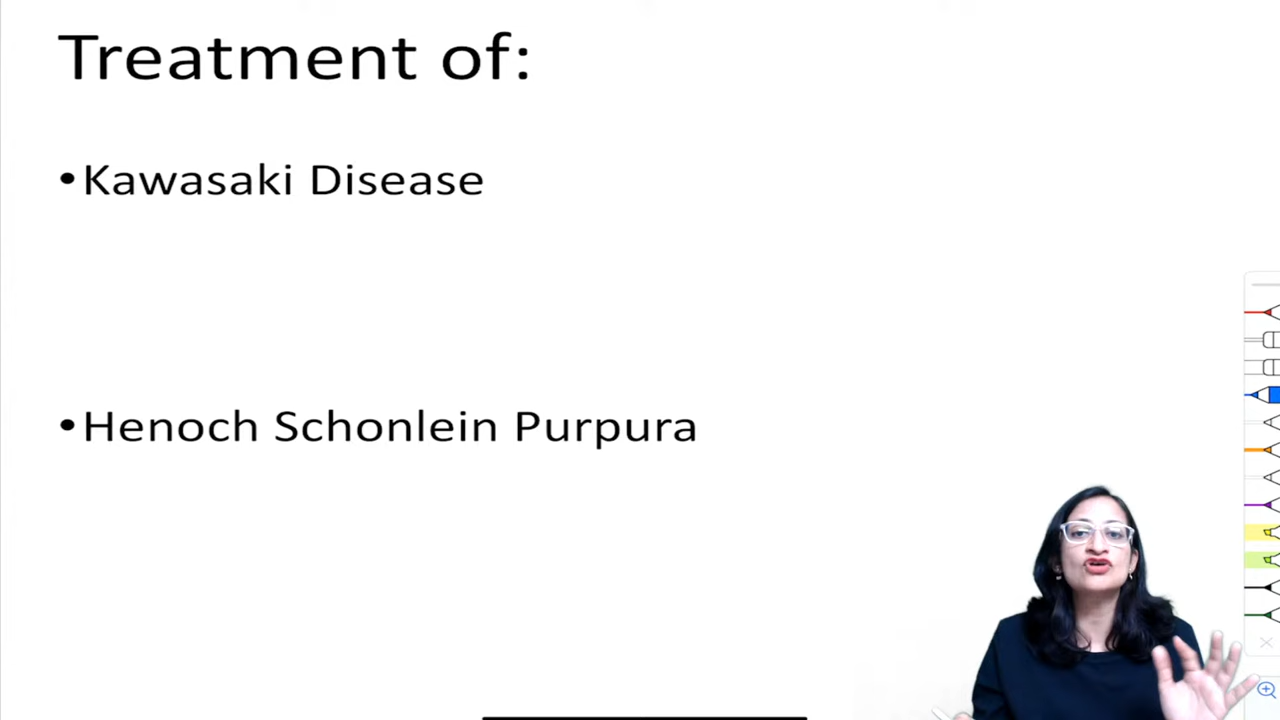 Treatment of:
•Kawasaki Disease
•Henoch Schonlein Purpura